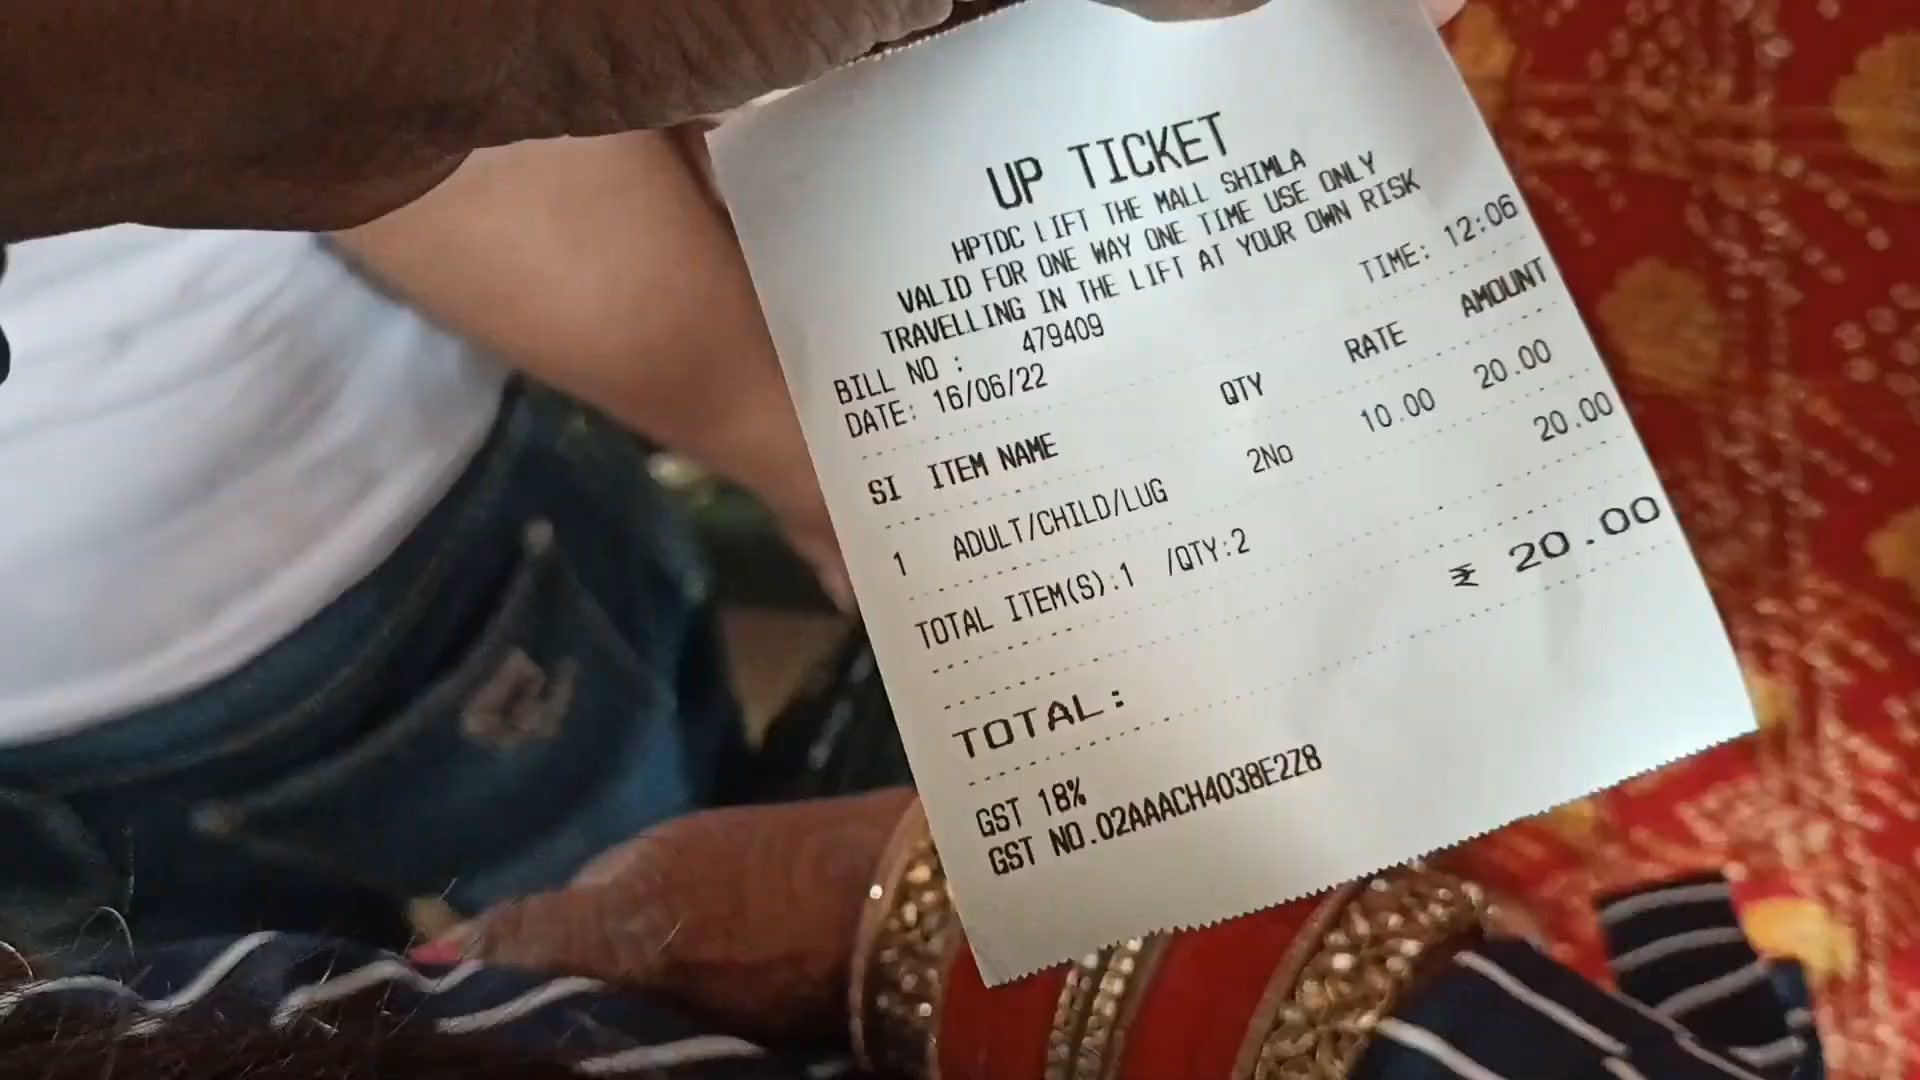 UP TICKET
HPTDC LIFT THE MALL SHIMLA
VALID FOR ONE WAY ONE TIME USE ONLY
TRAVELLING IN THE LIFT AT YOUR OWN RISK
BILL NO : 479409
DATE: 16/06/22 TIME: 12:06
SI ITEM NAME QTY RATE AMOUNT
1 ADULT/CHILD/LUG 2No 10.00 20.00
TOTAL ITEM(S):1 /QTY:2 20.00
TOTAL: ₹ 20.00
GST 18%
GST NO.02AAACH4038E2Z8